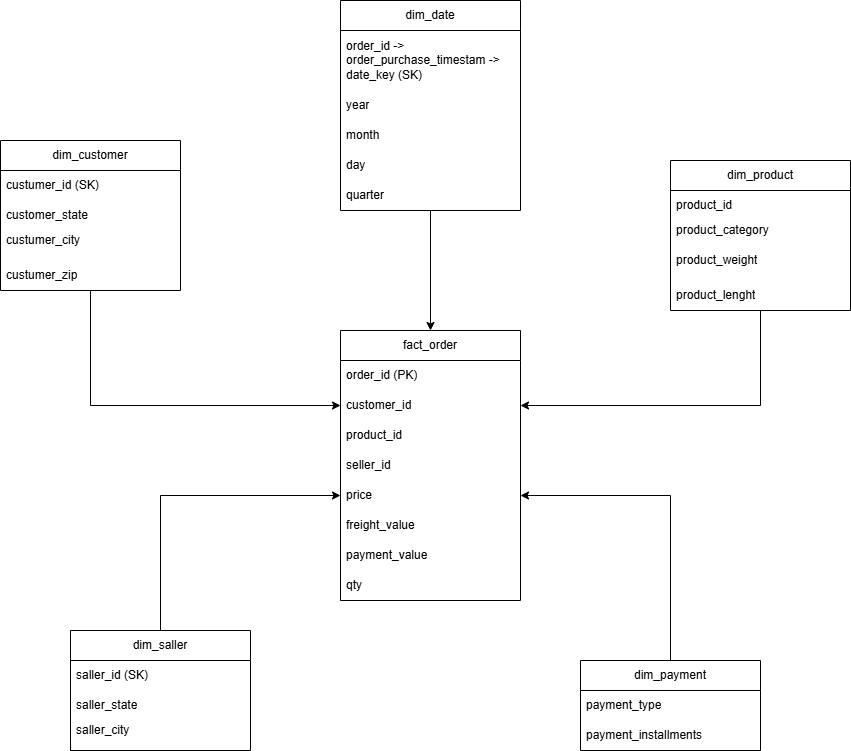 dim_date
order_id ->
order_purchase_timestam ->
date_key (SK)
year
month
day
quarter
dim_customer
custumer_id (SK)
customer_state
custumer_city
custumer_zip
dim_product
product_id
product_category
product_weight
product_lenght
fact_order
order_id (PK)
customer_id
product_id
seller_id
price
freight_value
payment_value
qty
dim_saller
saller_id (SK)
saller_state
saller_city
dim_payment
payment_type
payment_installments